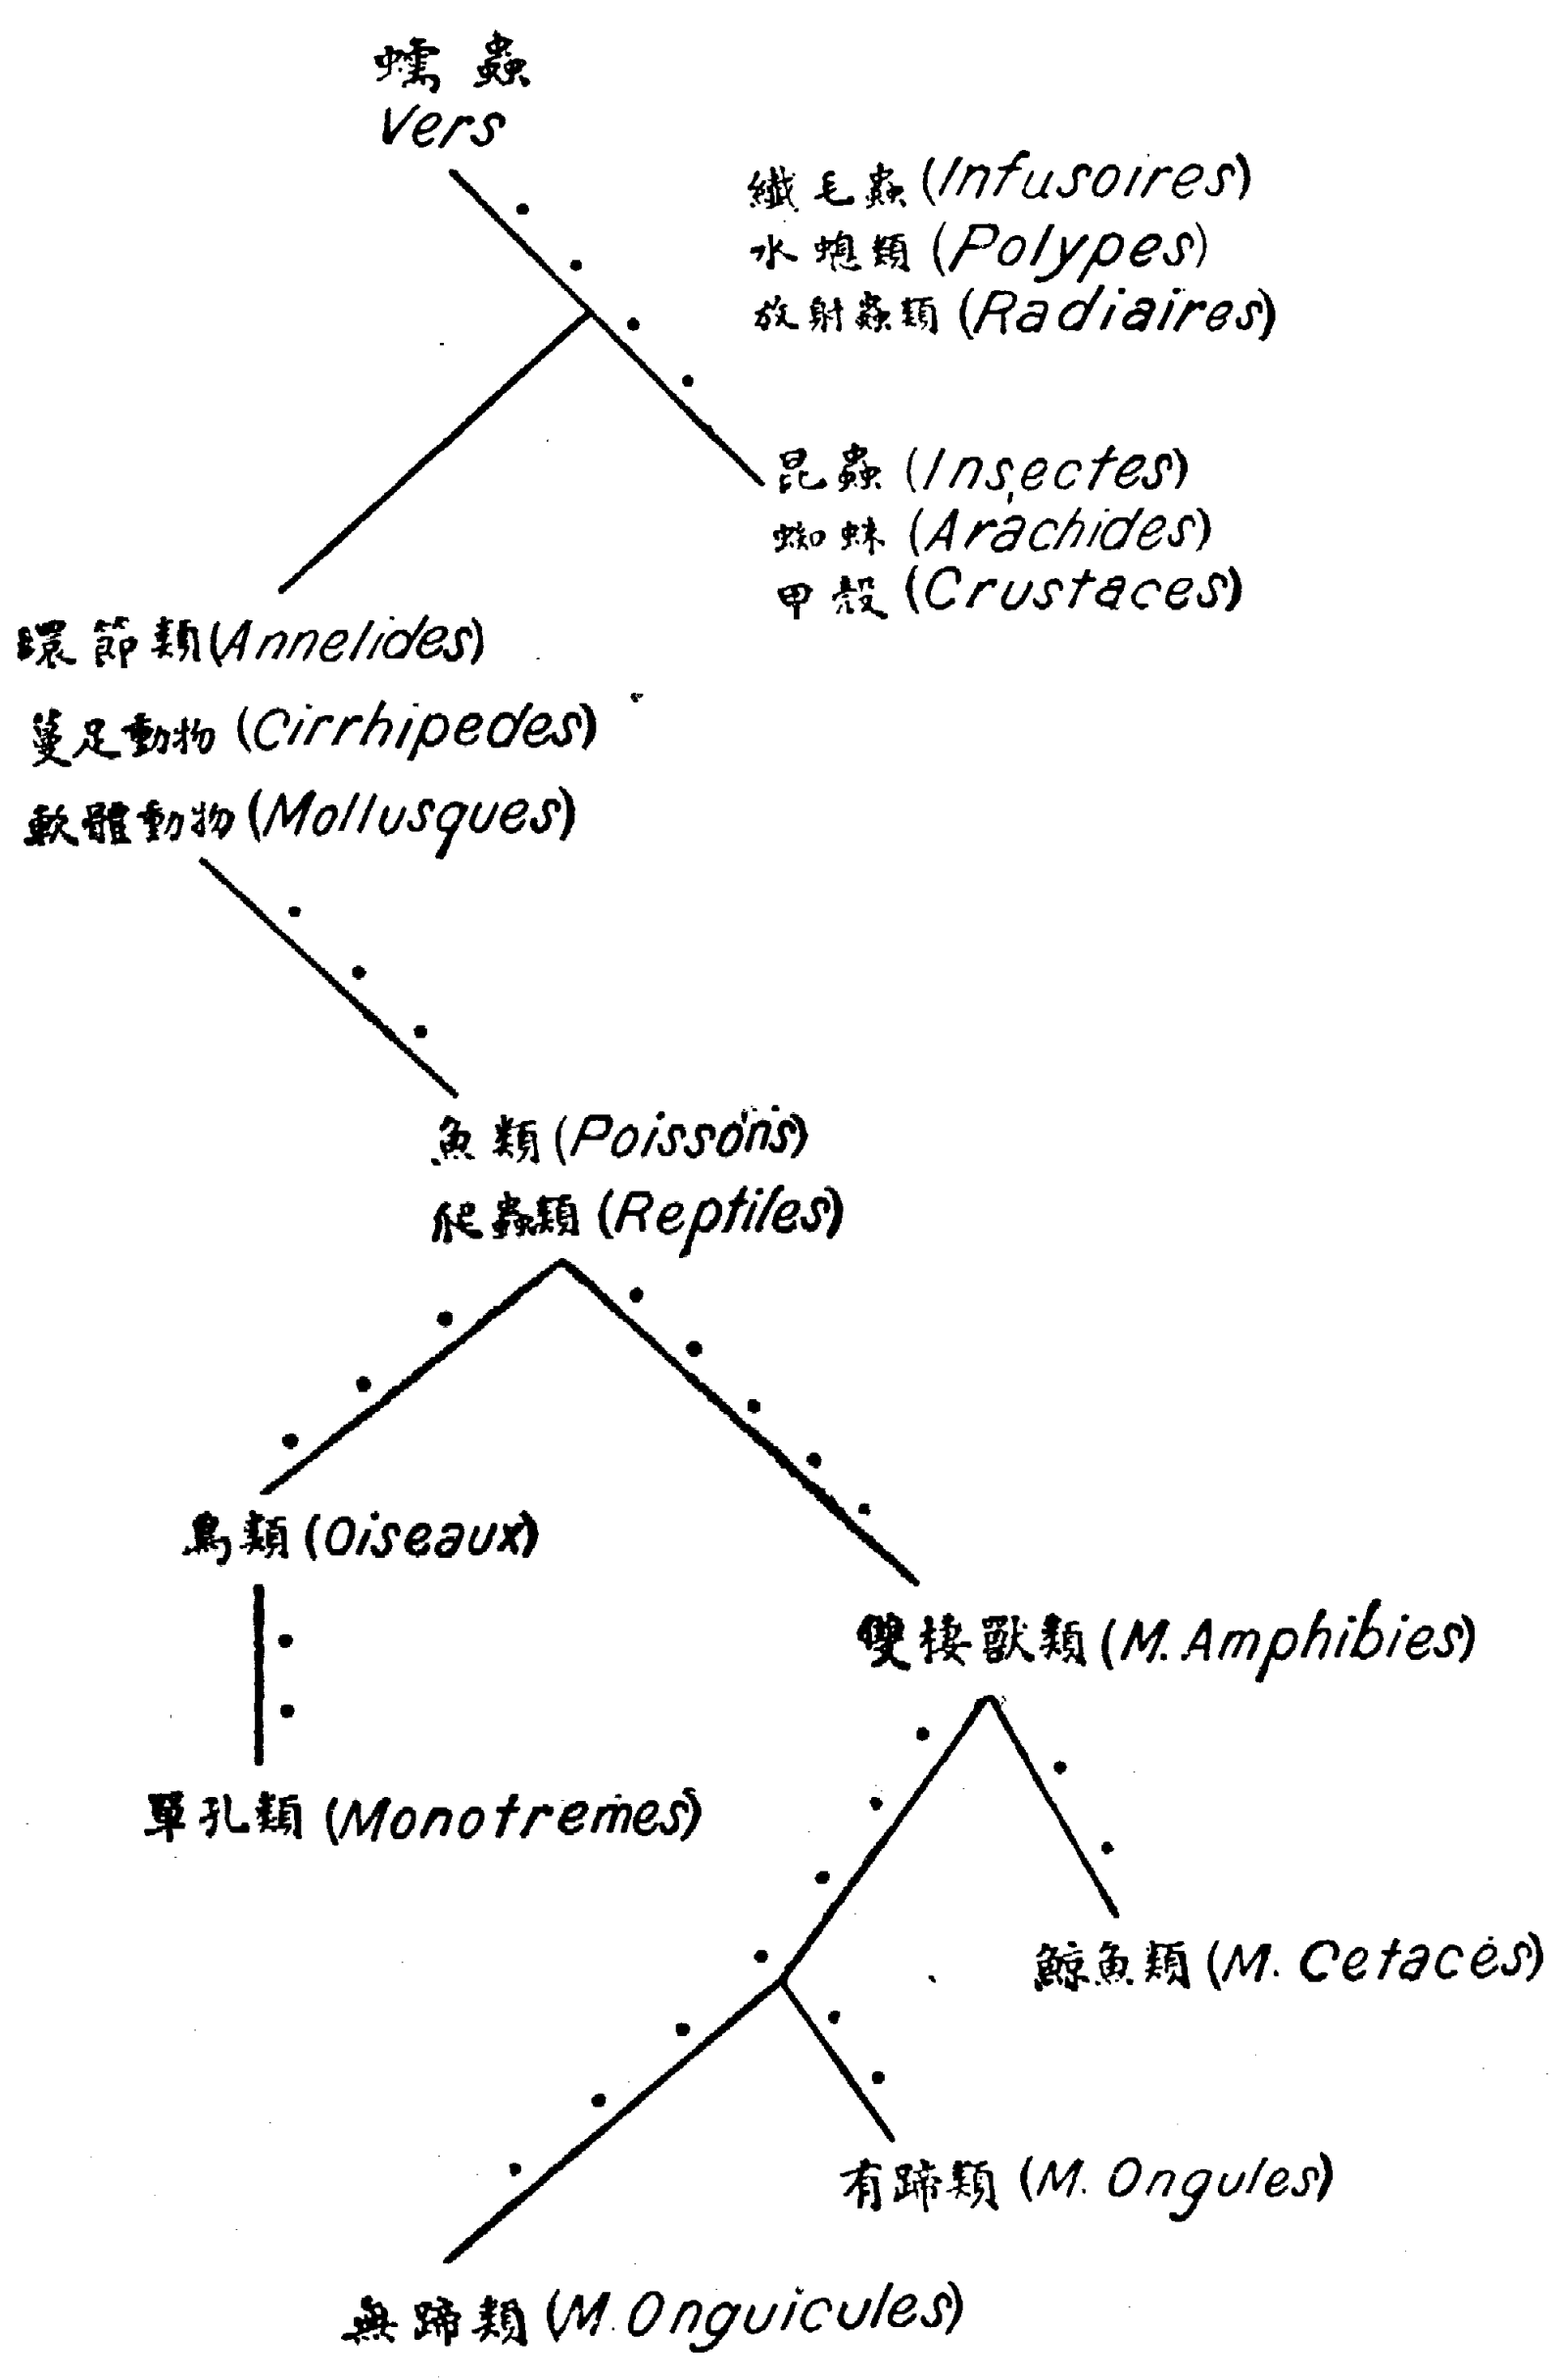 蠕蟲
Vers
纖毛蟲(Infusoires)
水螅類(Polypes)
放射蟲類(Radiaires)
昆蟲(Insectes)
蜘蛛(Arachides)
甲殼(Crustaces)
環節類(Annelides)
蔓足動物(Cirrhipedes)
軟體動物(Mollusques)
魚類(Poissons)
爬蟲類(Reptiles)
鳥類(Oiseaux)
雙棲獸類(M. Amphibies)
單孔類(Monotremes)
鯨魚類(M. Cetacés)
有蹄類(M. Ongules)
無蹄類(M. Onguicules)